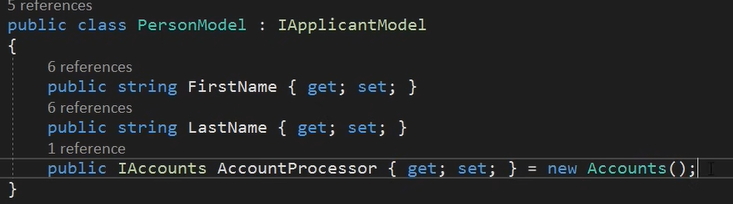 5 references
public class PersonModel : IApplicantModel
{
6 references
public string FirstName { get; set; }
6 references
public string LastName { get; set; }
1 reference
public IAccounts AccountProcessor { get; set; } = new Accounts();
}